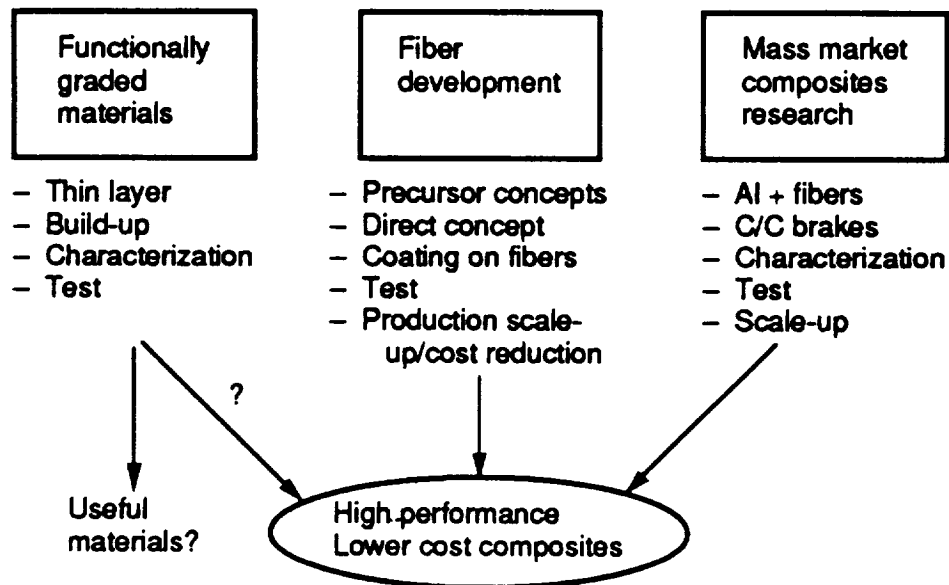 Functionally
graded
materials
– Thin layer
– Build-up
– Characterization
– Test
Fiber
development
– Precursor concepts
– Direct concept
– Coating on fibers
– Test
– Production scale-
up/cost reduction
Mass market
composites
research
– Al + fibers
– C/C brakes
– Characterization
– Test
– Scale-up
?
Useful
materials?
High performance
Lower cost composites